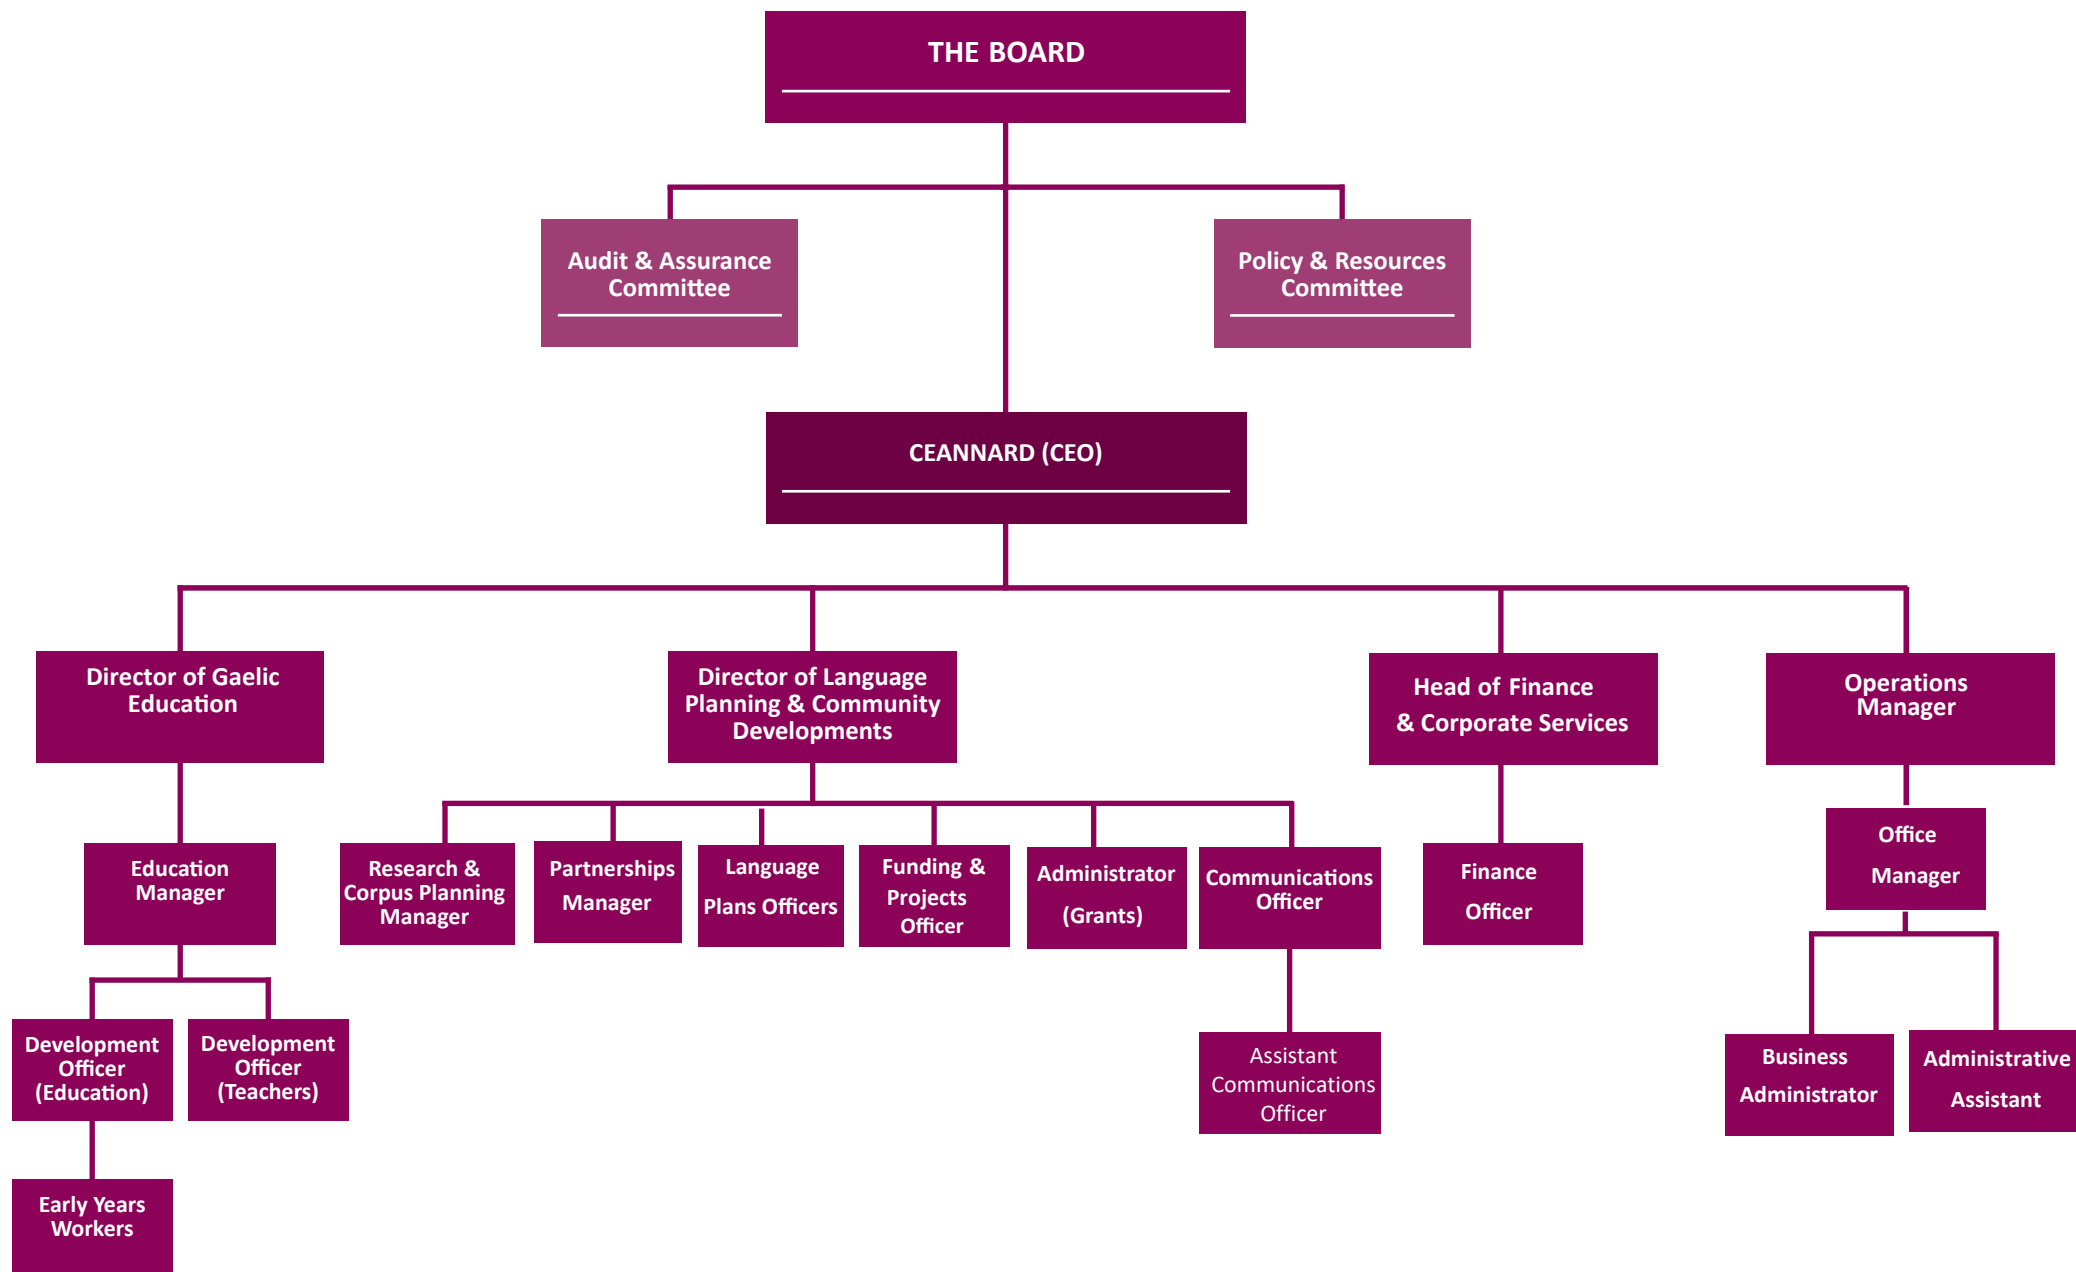 THE BOARD
Audit & Assurance
Committee
Policy & Resources
Committee
CEANNARD (CEO)
Director of Gaelic
Education
Director of Language
Planning & Community
Developments
Head of Finance
& Corporate Services
Operations
Manager
Education
Manager
Research &
Corpus Planning
Manager
Partnerships
Manager
Language
Plans Officers
Funding &
Projects
Officer
Administrator
(Grants)
Communications
Officer
Finance
Officer
Office
Manager
Development
Officer
(Education)
Development
Officer
(Teachers)
Assistant
Communications
Officer
Business
Administrator
Administrative
Assistant
Early Years
Workers